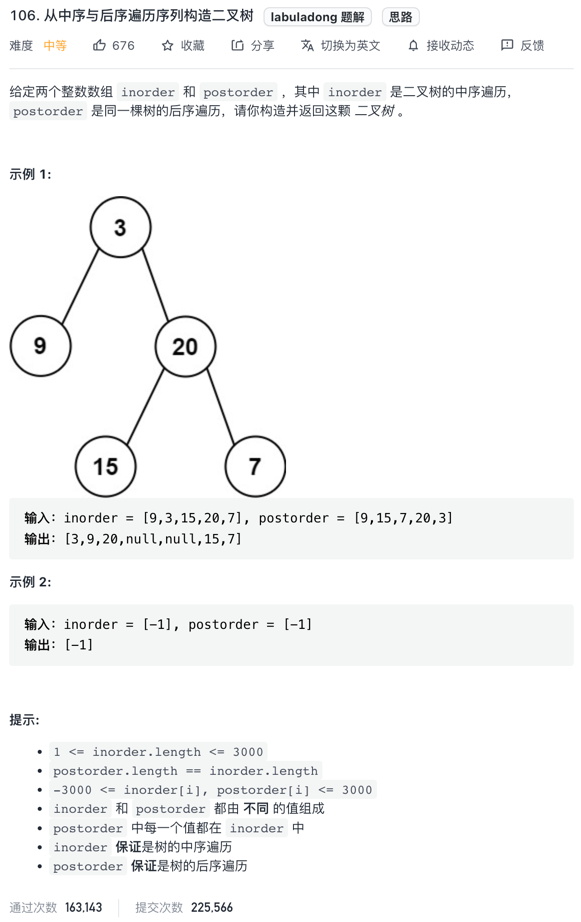 106. 从中序与后序遍历序列构造二叉树 labuladong 题解 思路
难度 中等 676 收藏 分享 切换为英文 接收动态 反馈
给定两个整数数组 inorder 和 postorder ，其中 inorder 是二叉树的中序遍历，
postorder 是同一棵树的后序遍历，请你构造并返回这颗 二叉树 。
示例 1:
3
9
20
15
7
输入：inorder = [9,3,15,20,7], postorder = [9,15,7,20,3]
输出：[3,9,20,null,null,15,7]
示例 2:
输入：inorder = [-1], postorder = [-1]
输出：[-1]
提示:
• 1 <= inorder.length <= 3000
• postorder.length == inorder.length
• -3000 <= inorder[i], postorder[i] <= 3000
• inorder 和 postorder 都由 不同 的值组成
• postorder 中每一个值都在 inorder 中
• inorder 保证是树的中序遍历
• postorder 保证是树的后序遍历
通过次数 163,143 提交次数 225,566